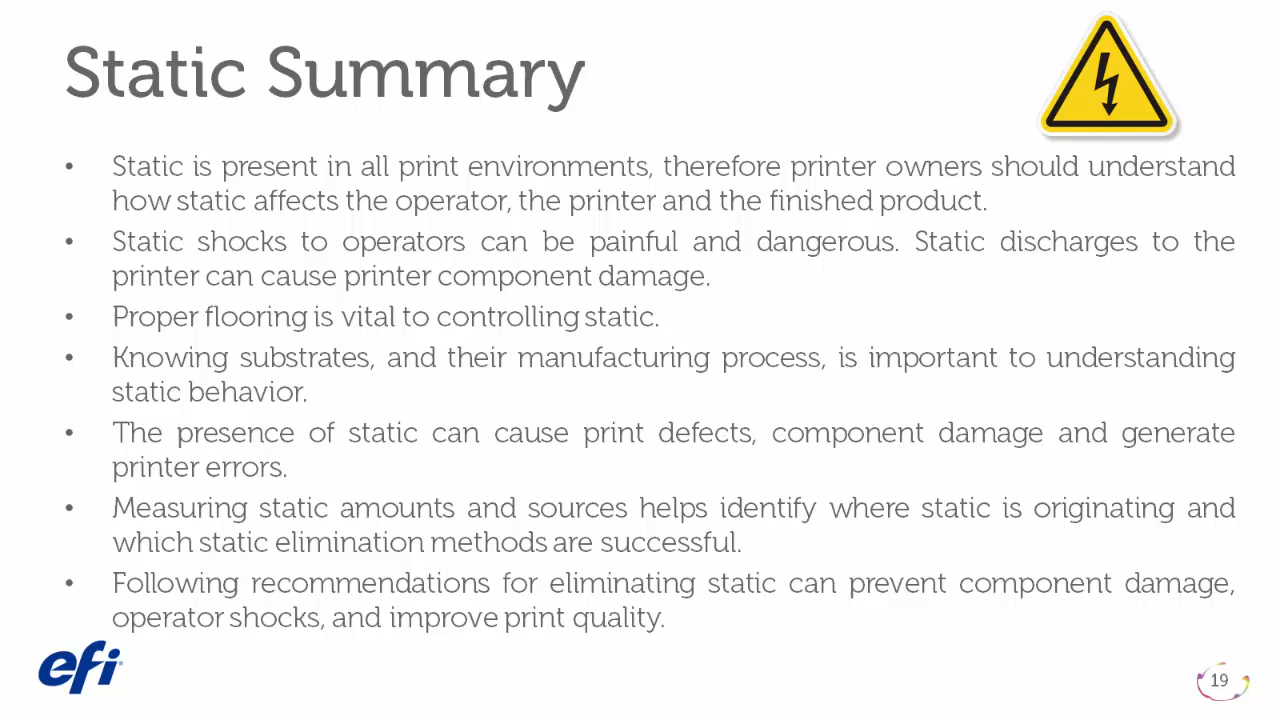 Static Summary
• Static is present in all print environments, therefore printer owners should understand
how static affects the operator, the printer and the finished product.
• Static shocks to operators can be painful and dangerous. Static discharges to the
printer can cause printer component damage.
• Proper flooring is vital to controlling static.
• Knowing substrates, and their manufacturing process, is important to understanding
static behavior.
• The presence of static can cause print defects, component damage and generate
printer errors.
• Measuring static amounts and sources helps identify where static is originating and
which static elimination methods are successful.
• Following recommendations for eliminating static can prevent component damage,
operator shocks, and improve print quality.
efi
19